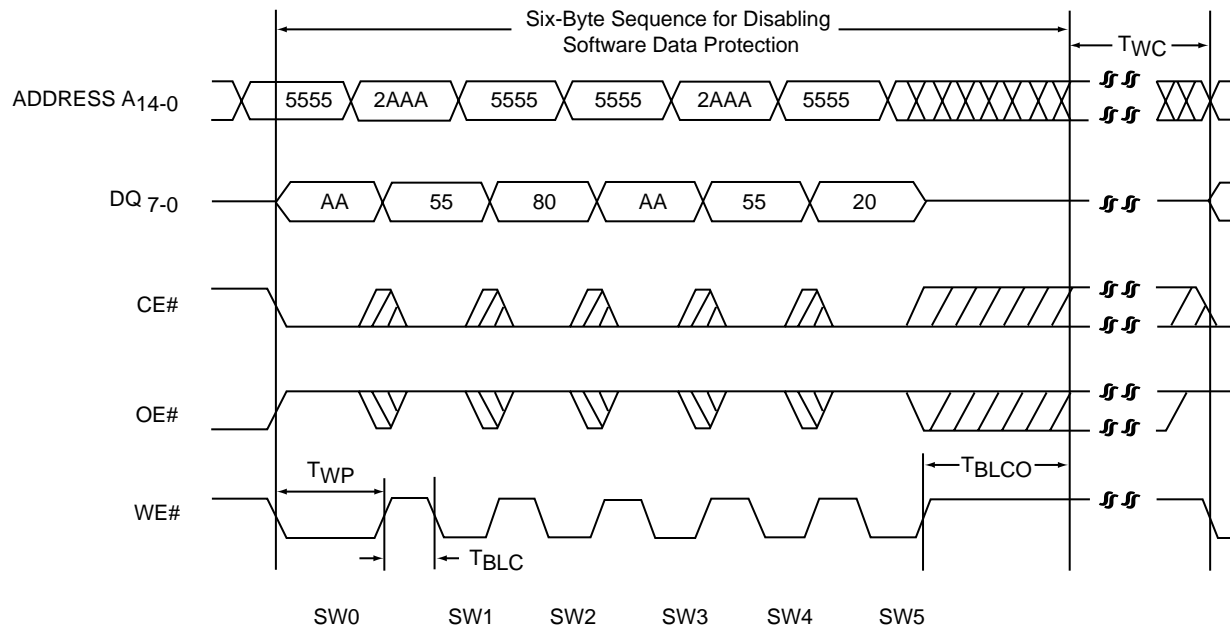 Six-Byte Sequence for Disabling
Software Data Protection
TWC
ADDRESS A14-0
5555 2AAA 5555 5555 2AAA 5555
DQ 7-0
AA 55 80 AA 55 20
CE#
OE#
TWP
TBLCO
WE#
TBLC
SW0 SW1 SW2 SW3 SW4 SW5